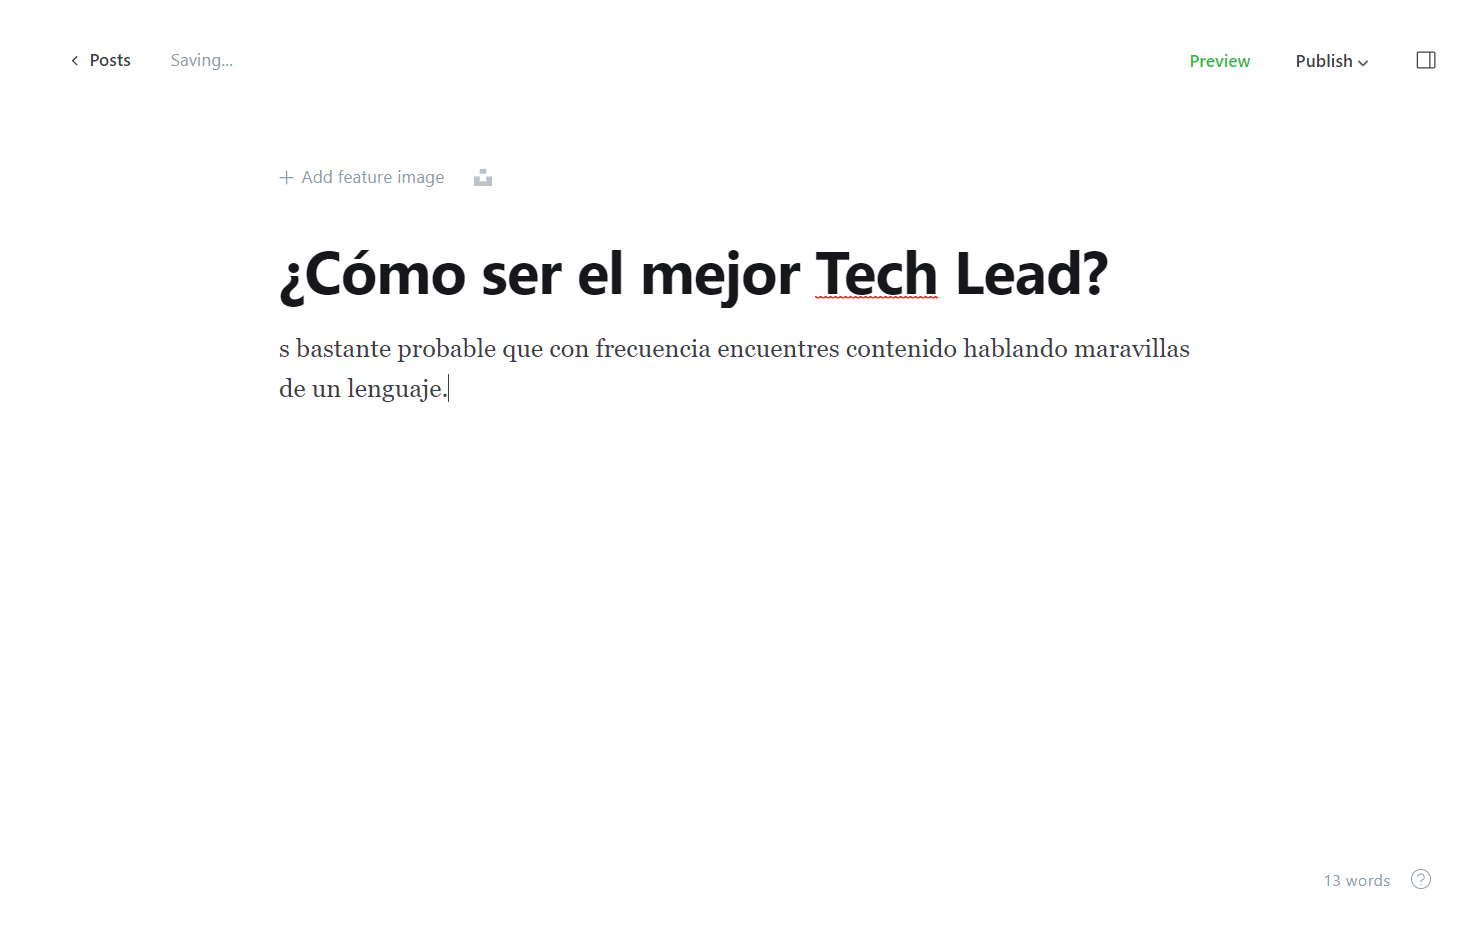 Posts
Saving...
Preview
Publish
Add feature image
¿Cómo ser el mejor Tech Lead?
s bastante probable que con frecuencia encuentres contenido hablando maravillas
de un lenguaje.
13 words
?